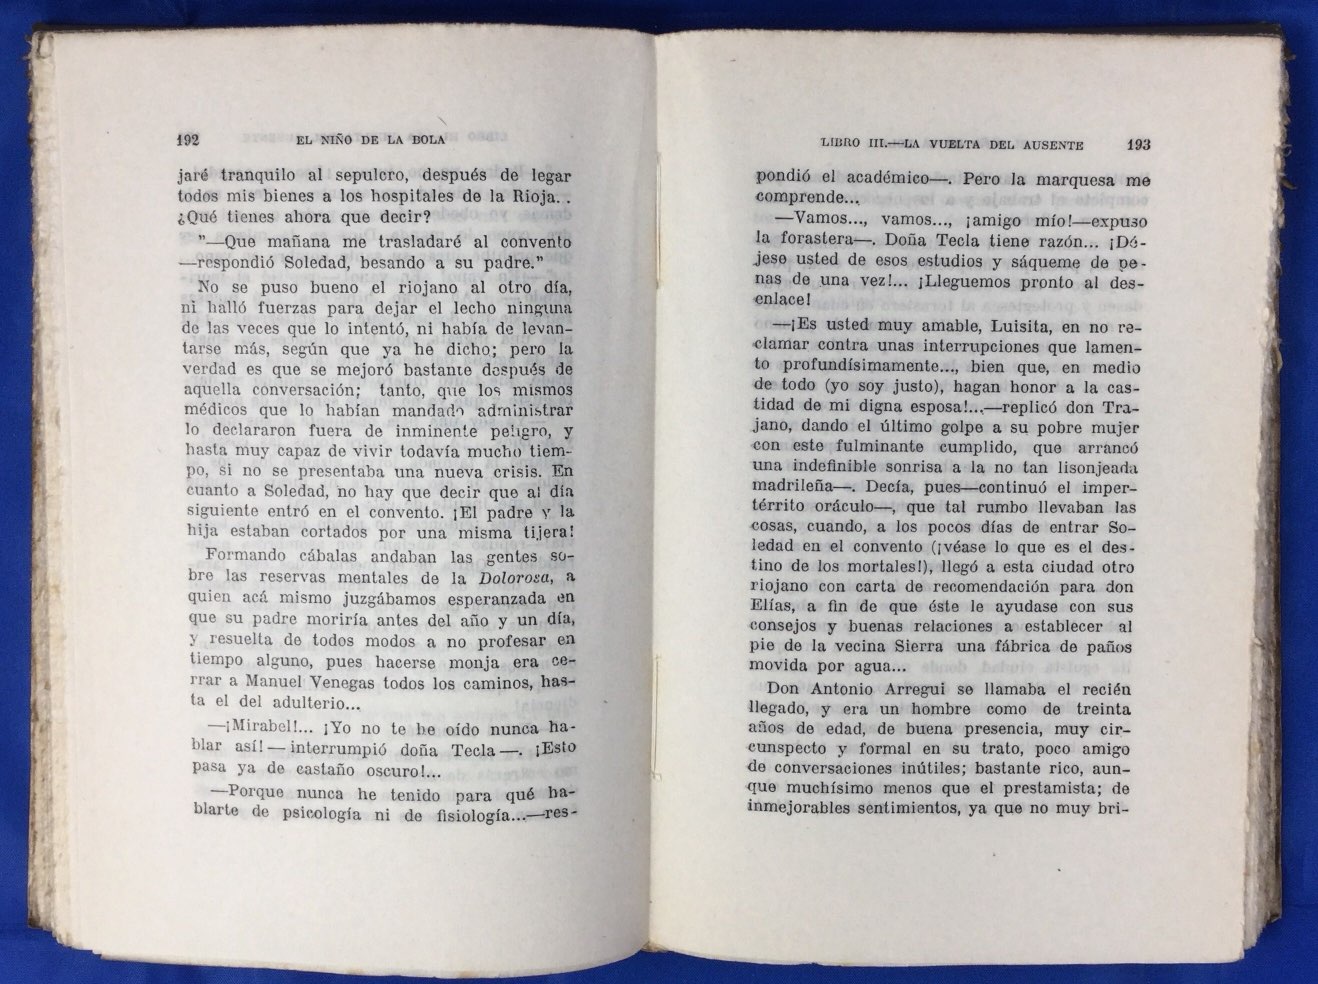 192 EL NIÑO DE LA BOLA
jaré tranquilo al sepulcro, después de legar
todos mis bienes a los hospitales de la Rioja..
¿Qué tienes ahora que decir?
"—Que mañana me trasladaré al convento
—respondió Soledad, besando a su padre."
No se puso bueno el riojano al otro día,
ni halló fuerzas para dejar el lecho ninguna
de las veces que lo intentó, ni había de levan-
tarse más, según que ya he dicho; pero la
verdad es que se mejoró bastante después de
aquella conversación; tanto, que los mismos
médicos que lo habían mandado administrar
lo declararon fuera de inminente peligro, y
hasta muy capaz de vivir todavía mucho tiem-
po, si no se presentaba una nueva crisis. En
cuanto a Soledad, no hay que decir que al día
siguiente entró en el convento. ¡El padre y la
hija estaban cortados por una misma tijera!
Formando cábalas andaban las gentes so-
bre las reservas mentales de la Dolorosa, a
quien acá mismo juzgábamos esperanzada en
que su padre moriría antes del año y un día,
y resuelta de todos modos a no profesar en
tiempo alguno, pues hacerse monja era ce-
rrar a Manuel Venegas todos los caminos, has-
ta el del adulterio...
—¡Mirabel!... ¡Yo no te he oído nunca ha-
blar así! — interrumpió doña Tecla —. ¡Esto
pasa ya de castaño oscuro!...
—Porque nunca he tenido para qué ha-
blarte de psicología ni de fisiología...—res-
LIBRO III.—LA VUELTA DEL AUSENTE 193
pondió el académico—. Pero la marquesa me
comprende...
—Vamos..., vamos..., ¡amigo mío!—expuso
la forastera—. Doña Tecla tiene razón... ¡Dé-
jese usted de esos estudios y sáqueme de pe-
nas de una vez!... ¡Lleguemos pronto al des-
enlace!
—¡Es usted muy amable, Luisita, en no re-
clamar contra unas interrupciones que lamen-
to profundísimamente..., bien que, en medio
de todo (yo soy justo), hagan honor a la cas-
tidad de mi digna esposa!...—replicó don Tra-
jano, dando el último golpe a su pobre mujer
con este fulminante cumplido, que arrancó
una indefinible sonrisa a la no tan lisonjeada
madrileña—. Decía, pues—continuó el imper-
térrito oráculo—, que tal rumbo llevaban las
cosas, cuando, a los pocos días de entrar So-
ledad en el convento (¡véase lo que es el des-
tino de los mortales!), llegó a esta ciudad otro
riojano con carta de recomendación para don
Elías, a fin de que éste le ayudase con sus
consejos y buenas relaciones a establecer al
pie de la vecina Sierra una fábrica de paños
movida por agua...
Don Antonio Arregui se llamaba el recién
llegado, y era un hombre como de treinta
años de edad, de buena presencia, muy cir-
cunspecto y formal en su trato, poco amigo
de conversaciones inútiles; bastante rico, aun-
que muchísimo menos que el prestamista; de
inmejorables sentimientos, ya que no muy bri-